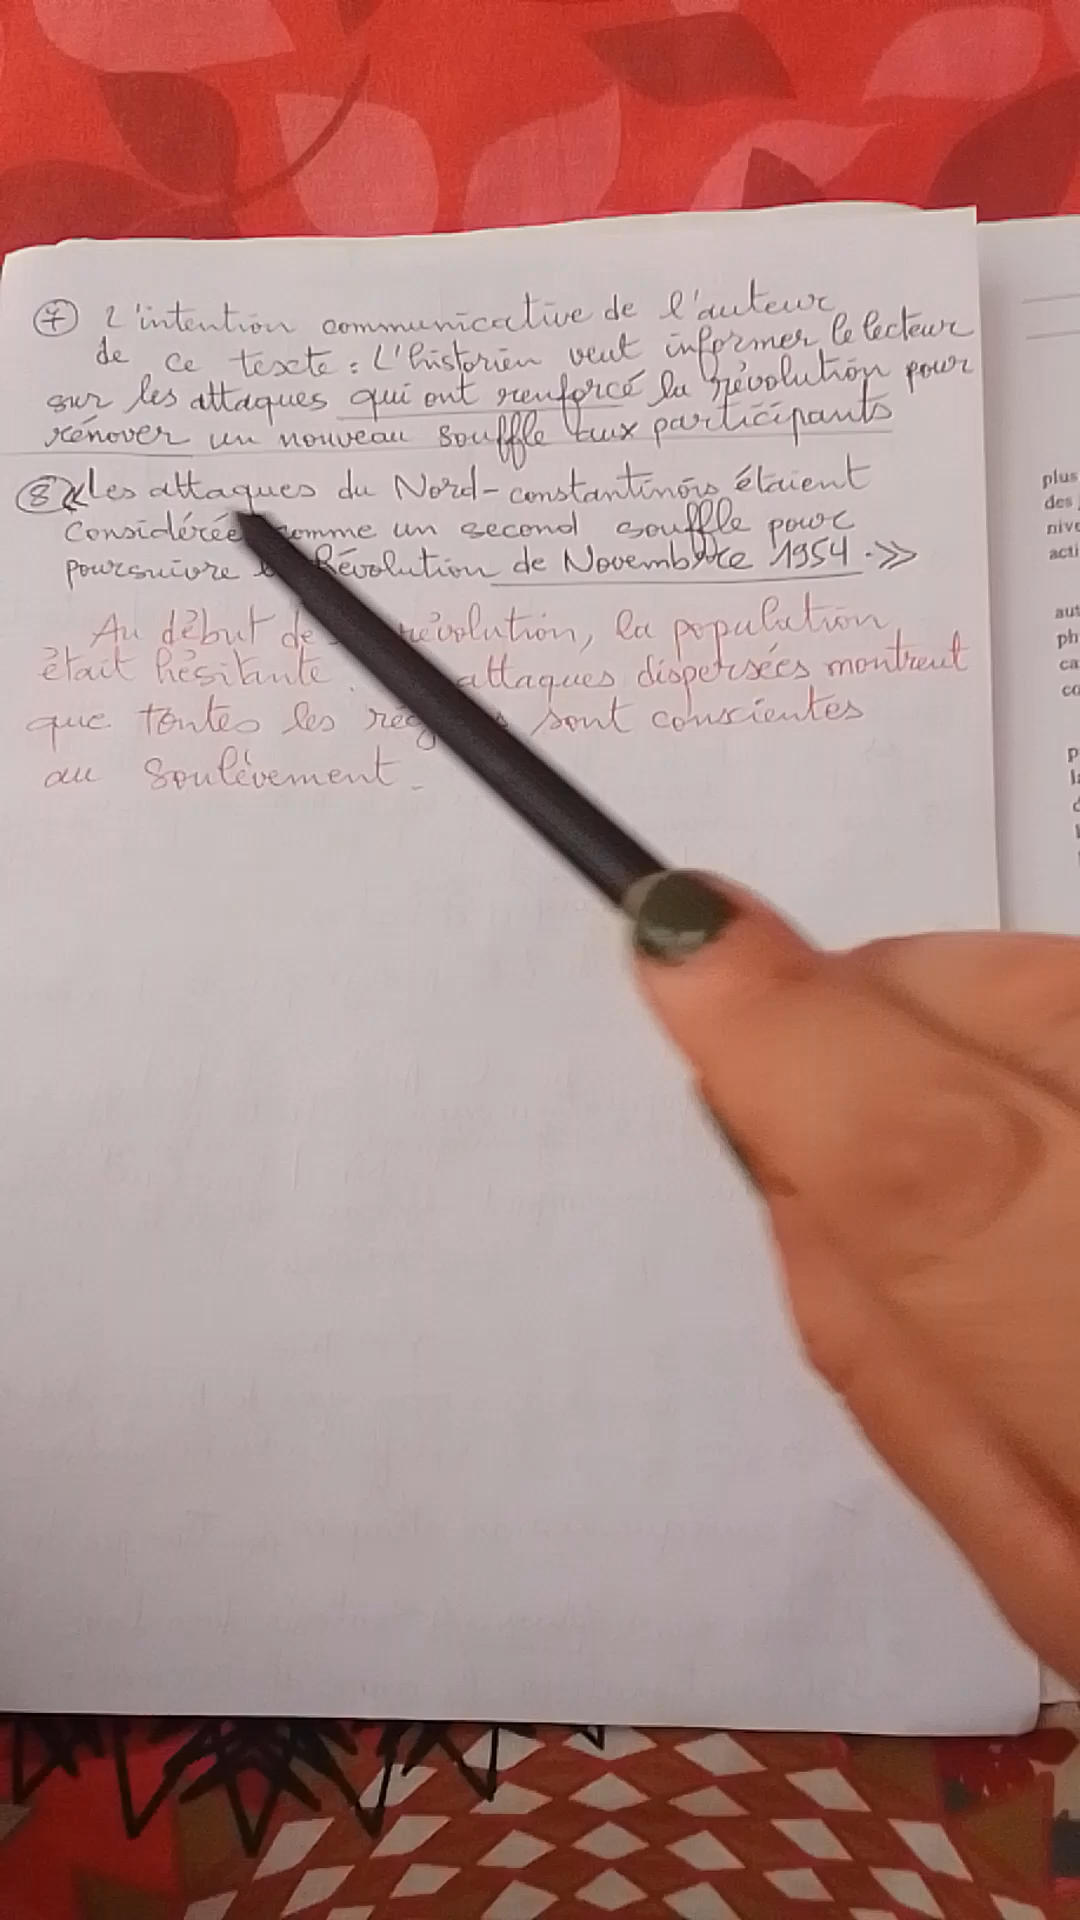 7 L'intention communicative de l'auteur
de ce texte : L'historien veut informer le lecteur
sur les attaques qui ont renforcé la révolution pour
rénover un nouveau souffle aux participants
8 «Les attaques du Nord-constantinois étaient
Considérée comme un second souffle pour
poursuivre Révolution de Novembre 1954.»
Au début de révolution, la population
était hésitante. attaques dispersées montrent
que toutes les sont conscientes
au soulèvement.
plus
des
nive
acti
aut
ph
ca
co
p